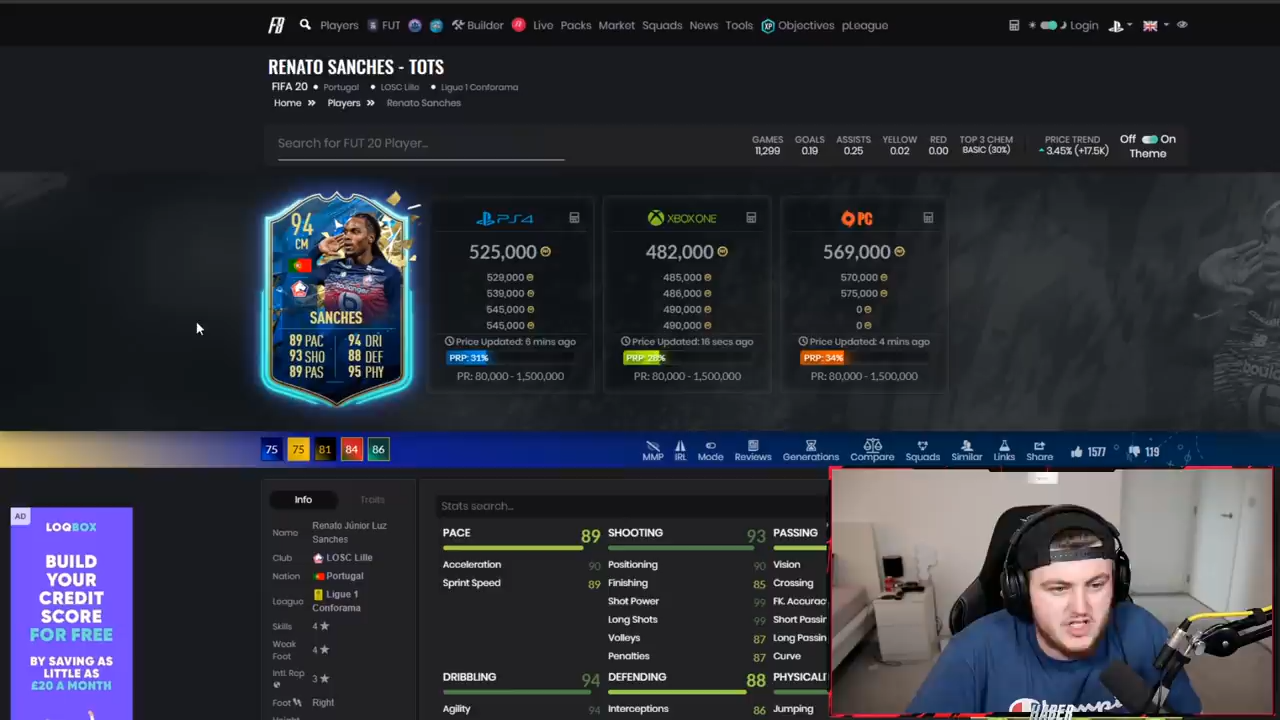 FB Players FUT Builder Live Packs Market Squads News Tools XP Objectives pLeague Login
RENATO SANCHES - TOTS
FIFA 20 • Portugal • LOSC Lille • Ligue 1 Conforama
Home » Players » Renato Sanches
Search for FUT 20 Player...
GAMES GOALS ASSISTS YELLOW RED TOP 3 CHEM PRICE TREND
11,299 0.19 0.25 0.02 0.00 BASIC (30%) 3.45% (+17.5K)
Off On
Theme
94
CM
SANCHES
89 PAC 94 DRI
93 SHO 88 DEF
89 PAS 95 PHY
PS4
525,000
529,000
539,000
545,000
545,000
Price Updated: 6 mins ago
PRP: 31%
PR: 80,000 - 1,500,000
XBOX ONE
482,000
485,000
486,000
490,000
490,000
Price Updated: 16 secs ago
PRP: 28%
PR: 80,000 - 1,500,000
PC
569,000
570,000
575,000
0
0
Price Updated: 4 mins ago
PRP: 34%
PR: 80,000 - 1,500,000
75 75 81 84 86
MMP IRL Mode Reviews Generations Compare Squads Similar Links Share 1577 119
AD
LOQBOX
BUILD
YOUR
CREDIT
SCORE
FOR FREE
BY SAVING AS
LITTLE AS
£20 A MONTH
Info Traits
Name Renato Júnior Luz
Sanches
Club LOSC Lille
Nation Portugal
League Ligue 1
Conforama
Skills 4★
Weak
Foot 4★
Intl. Rep 3★
Foot Right
Stats search...
PACE 89
Acceleration 90
Sprint Speed 89
SHOOTING 93
Positioning 90
Finishing 85
Shot Power 99
Long Shots 99
Volleys 87
Penalties 87
PASSING
Vision
Crossing
FK. Accurac
Short Passin
Long Passin
Curve
DRIBBLING 94
Agility 94
DEFENDING 88
Interceptions 86
PHYSICALI
Jumping